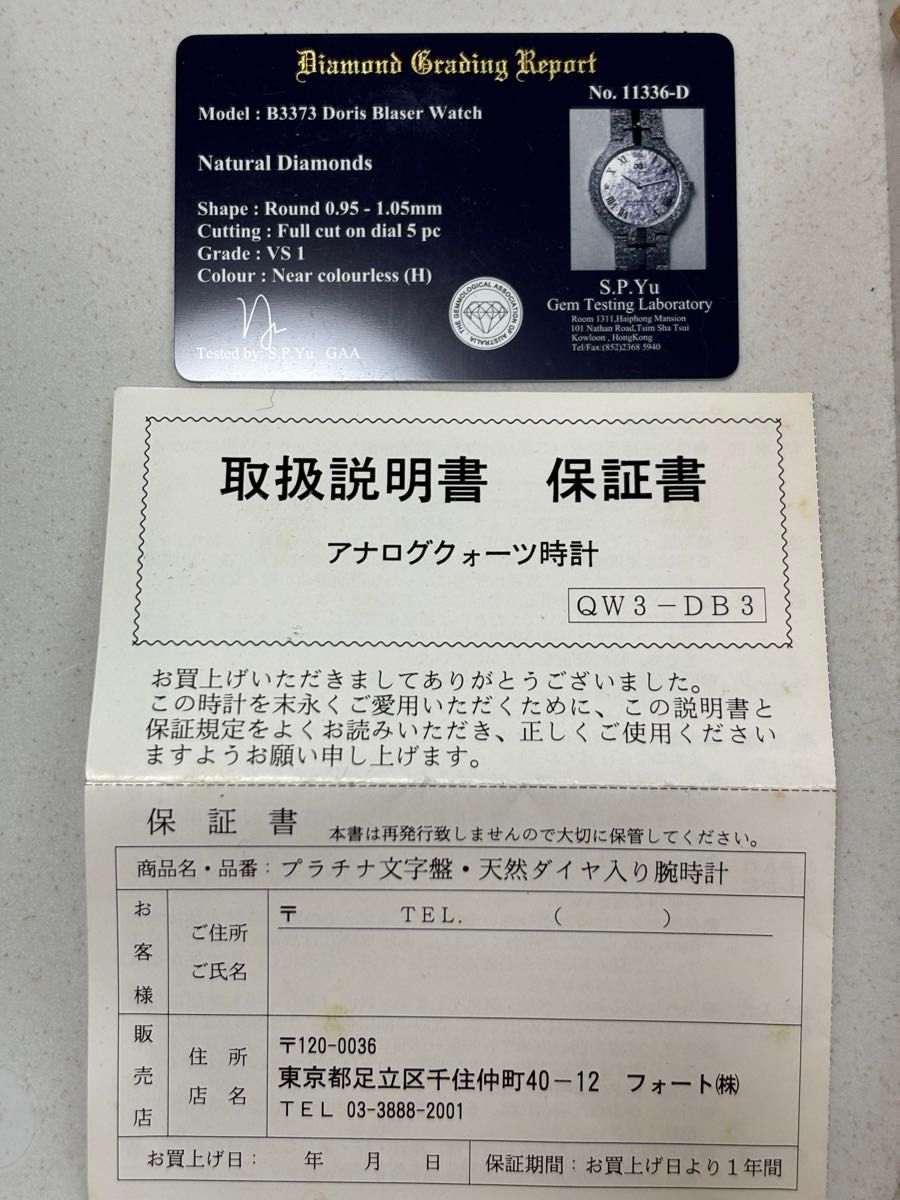 Diamond Grading Report
No. 11336-D
Model : B3373 Doris Blaser Watch
Natural Diamonds
Shape : Round 0.95 - 1.05mm
Cutting : Full cut on dial 5 pc
Grade : VS 1
Colour : Near colourless (H)
Tested by: S.P.Yu GAA
THE GEMMOLOGICAL ASSOCIATION OF AUSTRALIA
S.P.Yu
Gem Testing Laboratory
Room 1311,Haiphong Mansion
101 Nathan Road,Tsim Sha Tsui
Kowloon , HongKong
Tel/Fax:(852)2368 5940
取扱説明書 保証書
アナログクォーツ時計
QW3-DB3
お買上げいただきましてありがとうございました。
この時計を末永くご愛用いただくために、この説明書と
保証規定をよくお読みいただき、正しくご使用ください
ますようお願い申し上げます。
保証書 本書は再発行致しませんので大切に保管してください。
商品名・品番：プラチナ文字盤・天然ダイヤ入り腕時計
お客様
ご住所
ご氏名
〒 TEL. ( )
販売店
住所
店名
〒120-0036
東京都足立区千住仲町40-12 フォート㈱
TEL 03-3888-2001
お買上げ日： 年 月 日
保証期間：お買上げ日より1年間